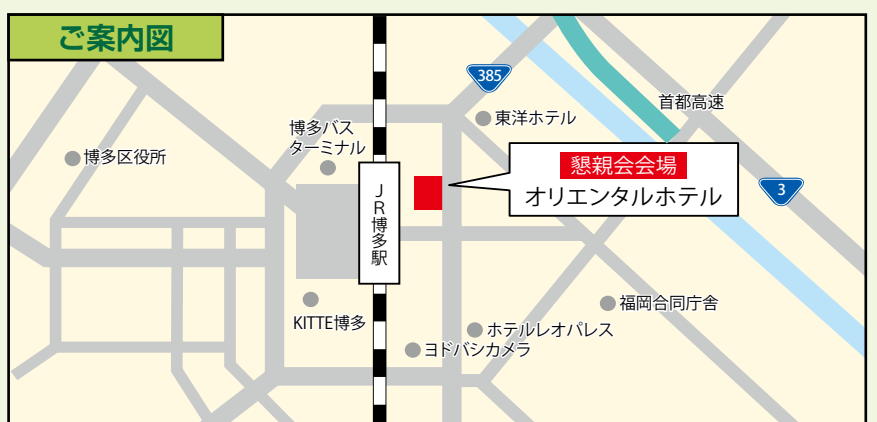 ご案内図
385
首都高速
東洋ホテル
博多バス
ターミナル
博多区役所
懇親会会場
オリエンタルホテル
3
JR博多駅
福岡合同庁舎
KITTE博多
ホテルレオパレス
ヨドバシカメラ